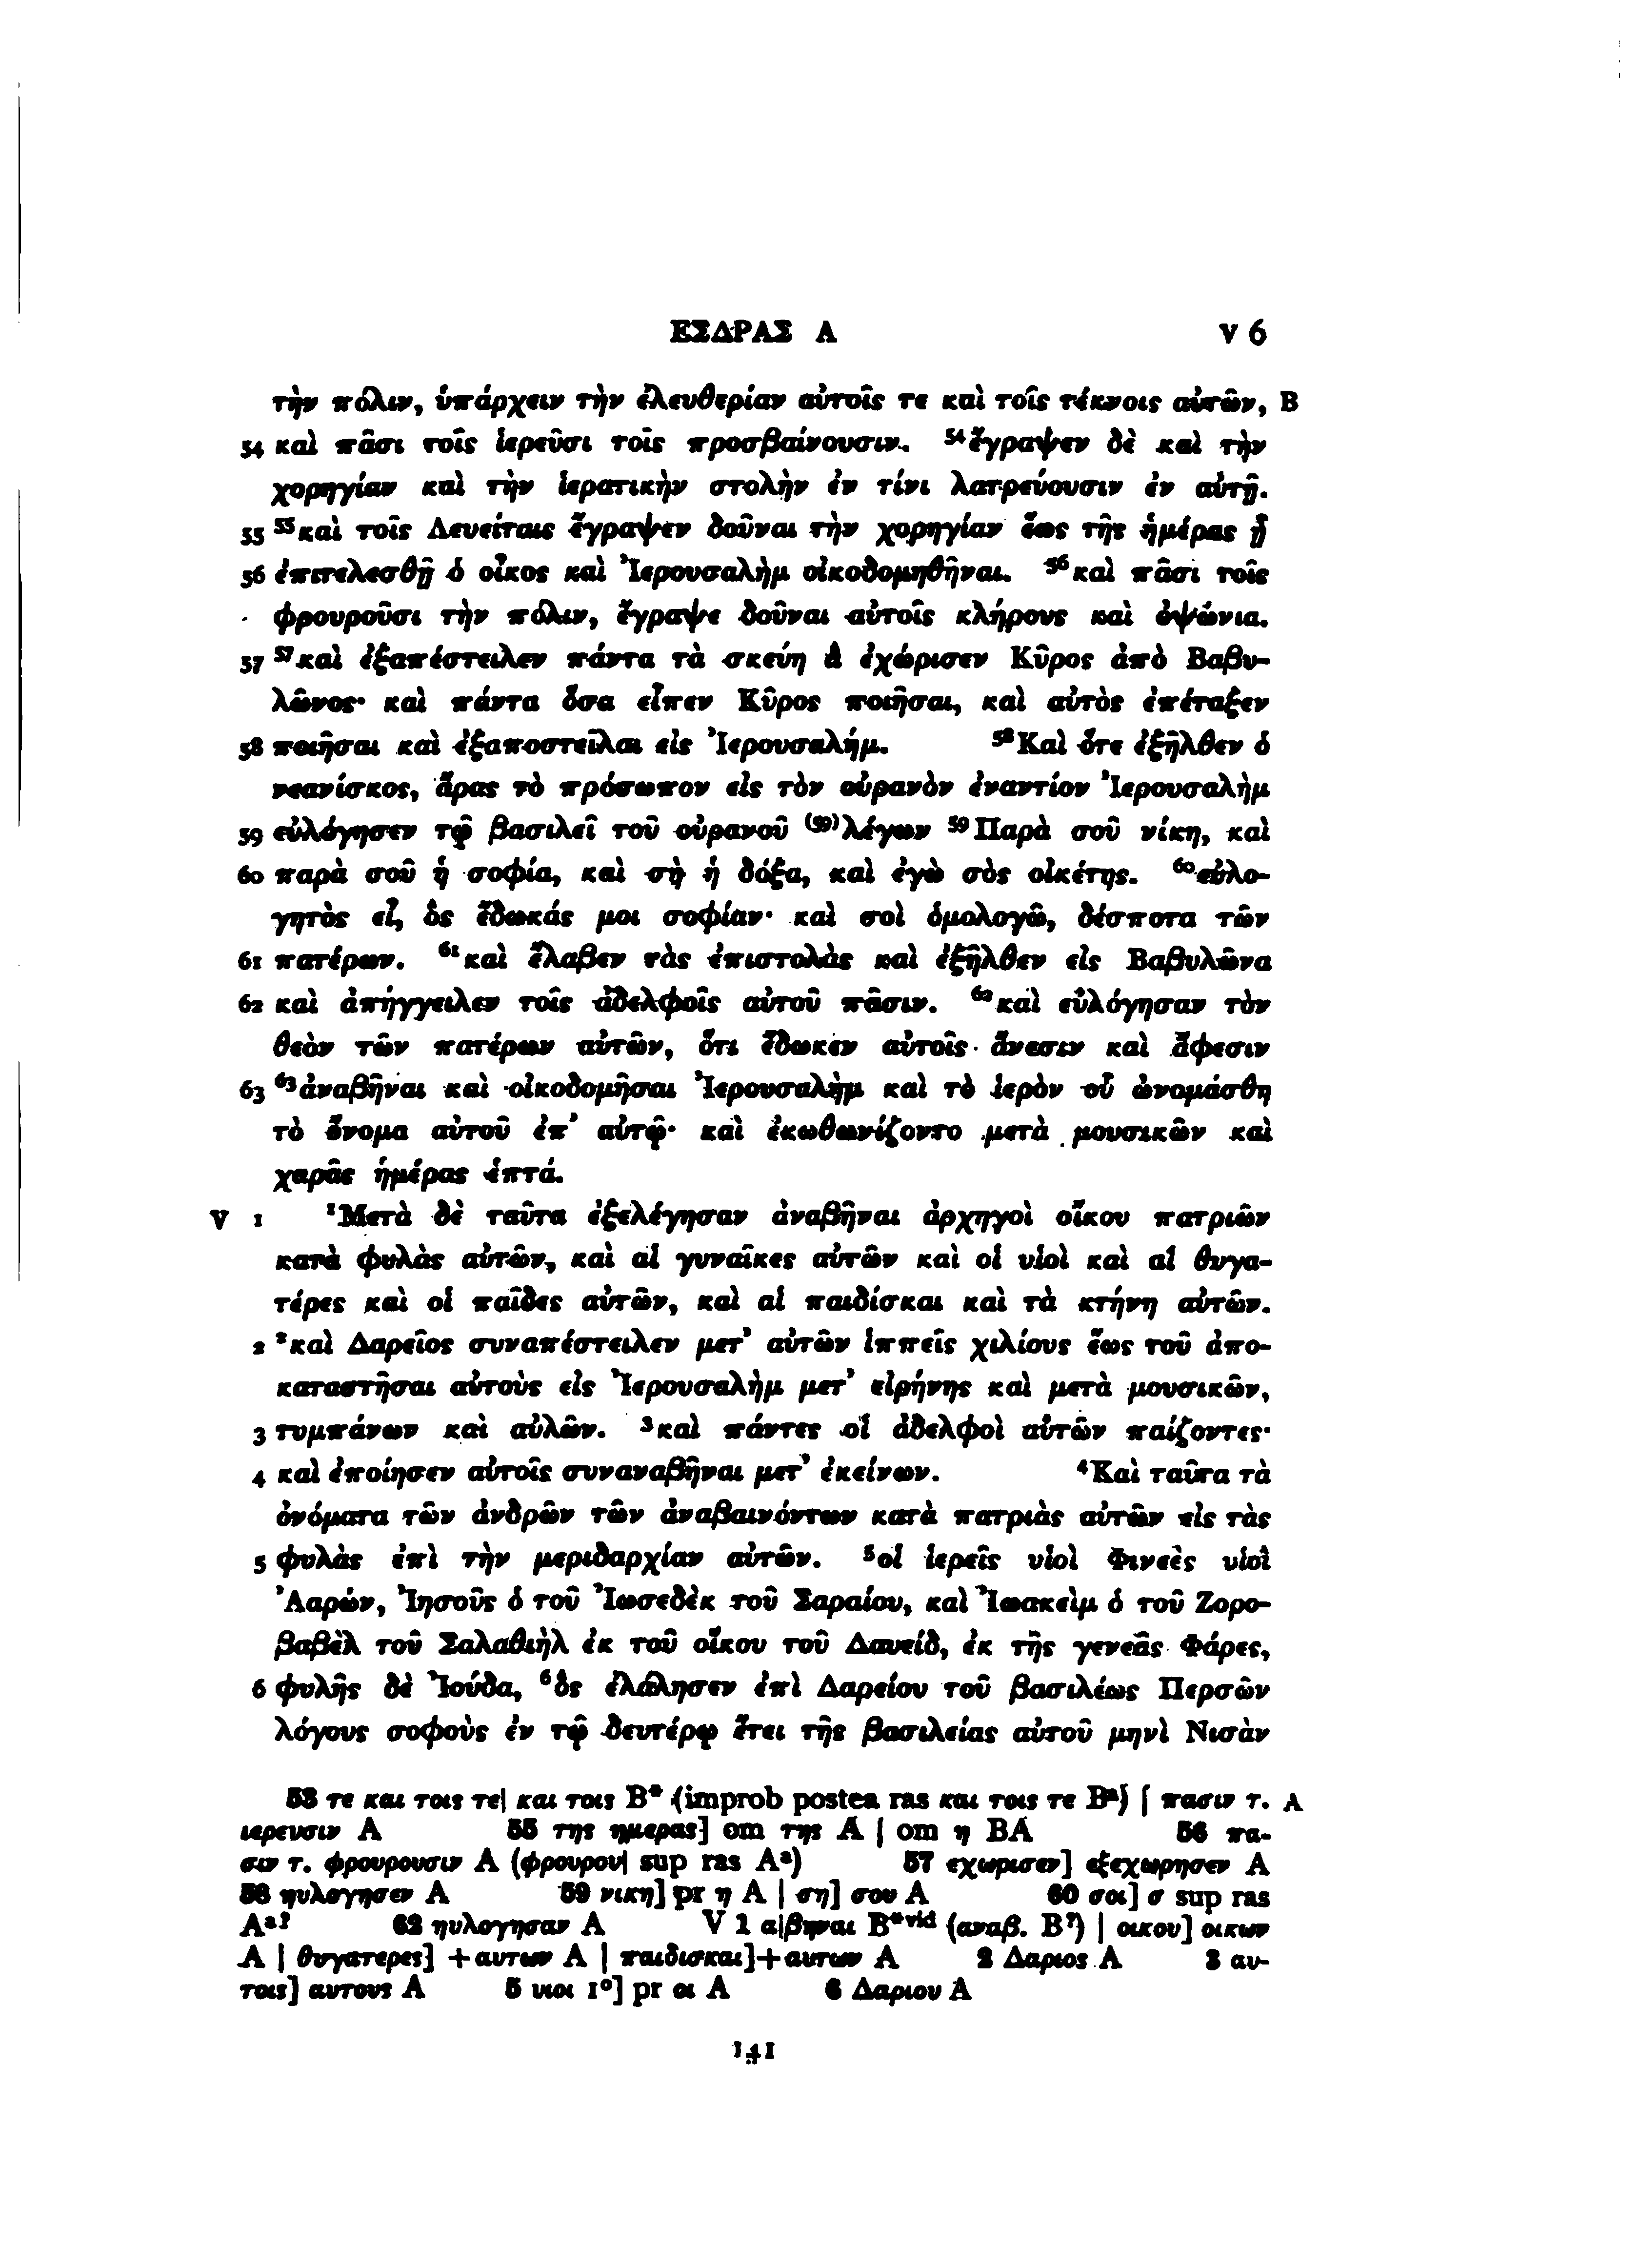 ΕΣΔΡΑΣ Α V 6
τὴν πόλιν, ὑπάρχειν τὴν ἐλευθερίαν αὐτοῖς τε καὶ τοῖς τέκνοις αὐτῶν, B
54 καὶ πᾶσι τοῖς ἱερεῦσι τοῖς προσβαίνουσιν. ⁵⁴ἔγραψεν δὲ καὶ τὴν
χορηγίαν καὶ τὴν ἱερατικὴν στολὴν ἐν τίνι λατρεύουσιν ἐν αὐτῇ.
55 ⁵⁵καὶ τοῖς Λευείταις ἔγραψεν δοῦναι τὴν χορηγίαν ἕως τῆς ἡμέρας ᾗ
56 ἐπιτελεσθῇ ὁ οἶκος καὶ Ἰερουσαλὴμ οἰκοδομηθῆναι. ⁵⁶καὶ πᾶσι τοῖς
φρουροῦσι τὴν πόλιν, ἔγραψε δοῦναι αὐτοῖς κλήρους καὶ ὀψώνια.
57 ⁵⁷καὶ ἐξαπέστειλεν πάντα τὰ σκεύη ἃ ἐχώρισεν Κῦρος ἀπὸ Βαβυ-
λῶνος· καὶ πάντα ὅσα εἶπεν Κῦρος ποιῆσαι, καὶ αὐτὸς ἐπέταξεν
58 ποιῆσαι καὶ ἐξαποστεῖλαι εἰς Ἰερουσαλήμ. ⁵⁸Καὶ ὅτε ἐξῆλθεν ὁ
νεανίσκος, ἄρας τὸ πρόσωπον εἰς τὸν οὐρανὸν ἐναντίον Ἰερουσαλὴμ
59 εὐλόγησεν τῷ βασιλεῖ τοῦ οὐρανοῦ ⁽⁵⁹⁾λέγων ⁵⁹Παρὰ σοῦ νίκη, καὶ
60 παρὰ σοῦ ἡ σοφία, καὶ σὴ ἡ δόξα, καὶ ἐγὼ σὸς οἰκέτης. ⁶⁰εὐλο-
γητὸς εἶ, ὃς ἔδωκάς μοι σοφίαν· καὶ σοὶ ὁμολογῶ, δέσποτα τῶν
61 πατέρων. ⁶¹καὶ ἔλαβεν τὰς ἐπιστολὰς καὶ ἐξῆλθεν εἰς Βαβυλῶνα
62 καὶ ἀπήγγειλεν τοῖς ἀδελφοῖς αὐτοῦ πᾶσιν. ⁶²καὶ εὐλόγησαν τὸν
θεὸν τῶν πατέρων αὐτῶν, ὅτι ἔδωκεν αὐτοῖς ἄνεσιν καὶ ἄφεσιν
63 ⁶³ἀναβῆναι καὶ οἰκοδομῆσαι Ἰερουσαλὴμ καὶ τὸ ἱερὸν οὗ ὠνομάσθη
τὸ ὄνομα αὐτοῦ ἐπ’ αὐτῷ· καὶ ἐκωθωνίζοντο μετὰ μουσικῶν καὶ
χαρᾶς ἡμέρας ἑπτά.
V 1 ¹Μετὰ δὲ ταῦτα ἐξελέγησαν ἀναβῆναι ἀρχηγοὶ οἴκου πατριῶν
κατὰ φυλὰς αὐτῶν, καὶ αἱ γυναῖκες αὐτῶν καὶ οἱ υἱοὶ καὶ αἱ θυγα-
τέρες καὶ οἱ παῖδες αὐτῶν, καὶ αἱ παιδίσκαι καὶ τὰ κτήνη αὐτῶν.
2 ²καὶ Δαρεῖος συναπέστειλεν μετ’ αὐτῶν ἱππεῖς χιλίους ἕως τοῦ ἀπο-
καταστῆσαι αὐτοὺς εἰς Ἰερουσαλὴμ μετ’ εἰρήνης καὶ μετὰ μουσικῶν,
3 τυμπάνων καὶ αὐλῶν. ³καὶ πάντες οἱ ἀδελφοὶ αὐτῶν παίζοντες·
4 καὶ ἐποίησεν αὐτοῖς συναναβῆναι μετ’ ἐκείνων. ⁴Καὶ ταῦτα τὰ
ὀνόματα τῶν ἀνδρῶν τῶν ἀναβαινόντων κατὰ πατριὰς αὐτῶν εἰς τὰς
5 φυλὰς ἐπὶ τὴν μεριδαρχίαν αὐτῶν. ⁵οἱ ἱερεῖς υἱοὶ Φινεὲς υἱοὶ
Ἀαρών, Ἰησοῦς ὁ τοῦ Ἰωσεδὲκ τοῦ Σαραίου, καὶ Ἰωακεὶμ ὁ τοῦ Ζορο-
βαβὲλ τοῦ Σαλαθιὴλ ἐκ τοῦ οἴκου τοῦ Δαυείδ, ἐκ τῆς γενεᾶς Φάρες,
6 φυλῆς δὲ Ἰούδα, ⁶ὃς ἐλάλησεν ἐπὶ Δαρείου τοῦ βασιλέως Περσῶν
λόγους σοφοὺς ἐν τῷ δευτέρῳ ἔτει τῆς βασιλείας αὐτοῦ μηνὶ Νισὰν
53 τε και τοις τε| και τοις B* (improb postea ras και τοις τε Bᵃ) | πασιν τ. A
ιερευσιν A 55 της ημερας] om της A | om η BA 56 πα-
σιν τ. φρουρουσιν A (φρουρου| sup ras Aᵃ) 57 εχωρισεν] εξεχωρησεν A
58 ηυλογησεν A 59 νικη] pr η A | ση] σου A 60 σοι] σ sup ras
Aᵃ? 62 ηυλογησαν A V 1 α|βηναι B*ᵛⁱᵈ (αναβ. B?) | οικου] οικων
A | θυγατερες] + αυτων A | παιδισκαι]+αυτων A 2 Δαριος A 3 αυ-
τοις] αυτους A 5 υιοι 1°] pr οι A 6 Δαριου A
141